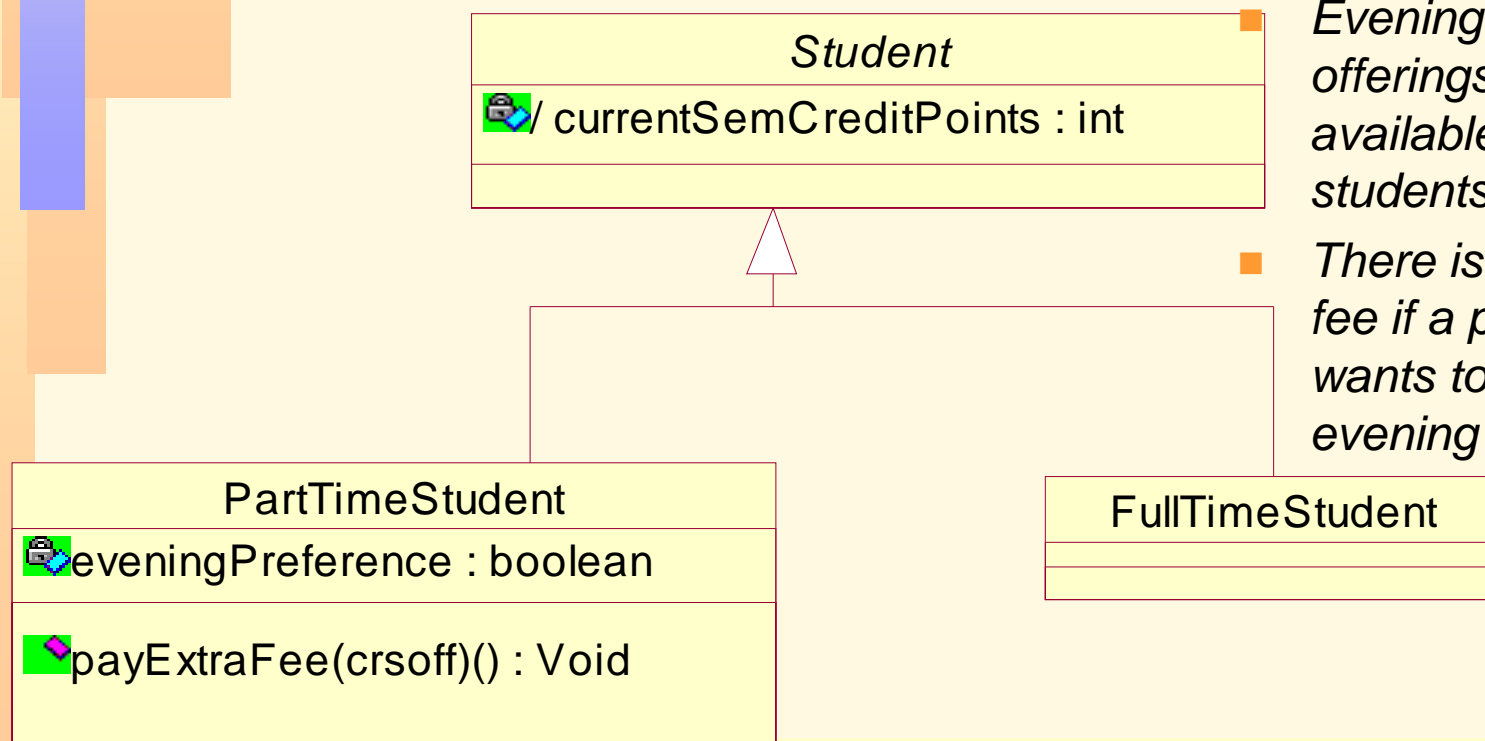 Student
/ currentSemCreditPoints : int
Evening
offerings
available
students
There is
fee if a p
wants to
evening
PartTimeStudent
eveningPreference : boolean
payExtraFee(crsoff)() : Void
FullTimeStudent